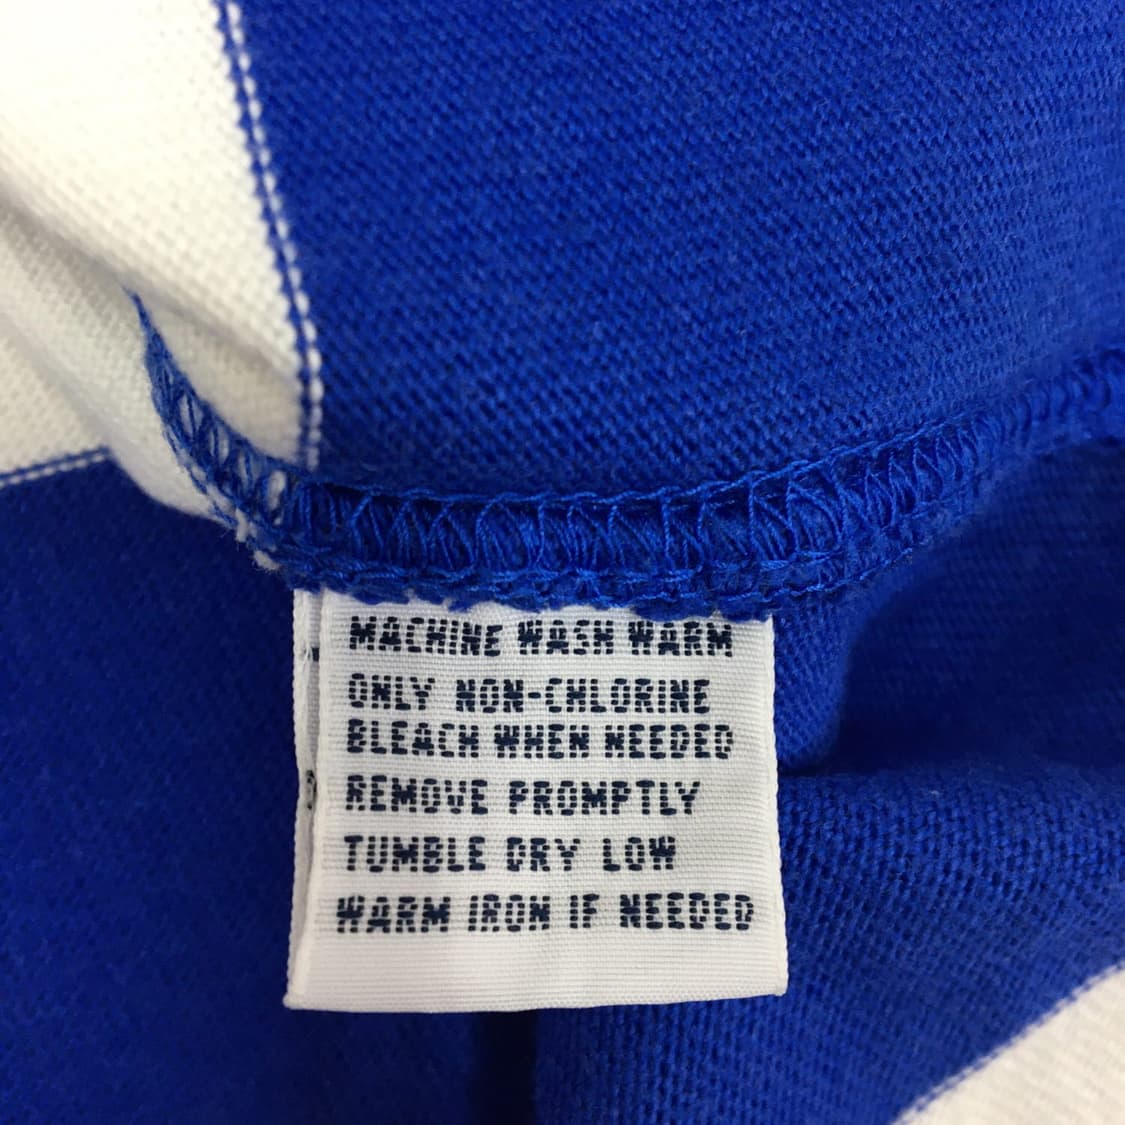 MACHINE WASH WARM
ONLY NON-CHLORINE
BLEACH WHEN NEEDED
REMOVE PROMPTLY
TUMBLE DRY LOW
WARM IRON IF NEEDED